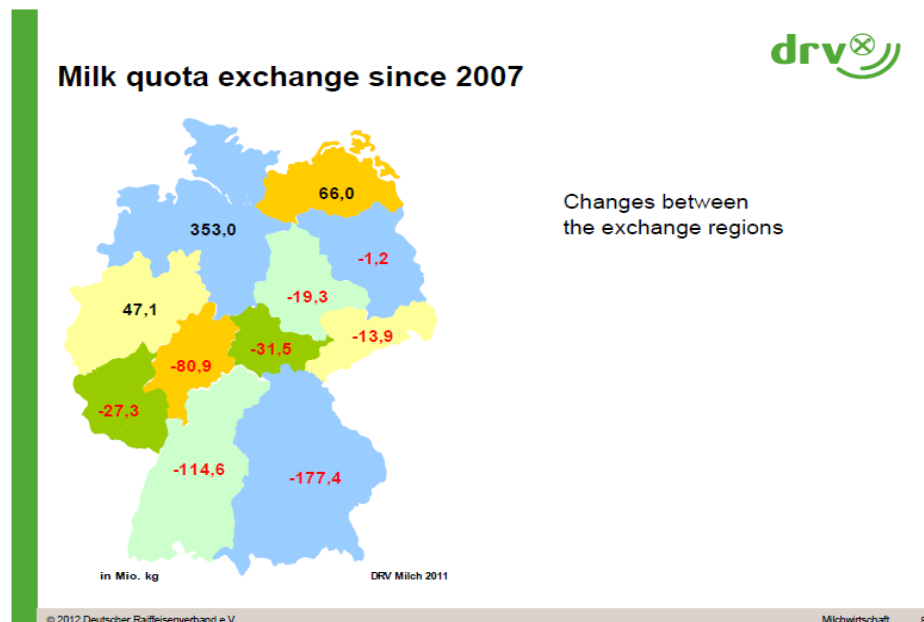 drv
Milk quota exchange since 2007
66,0
353,0
Changes between
the exchange regions
-1,2
-19,3
47,1
-13,9
-31,5
-80,9
-27,3
-114,6
-177,4
in Mio. kg
DRV Milch 2011
© 2012 Deutscher Raiffeisenverband e.V.
Milchwirtschaft